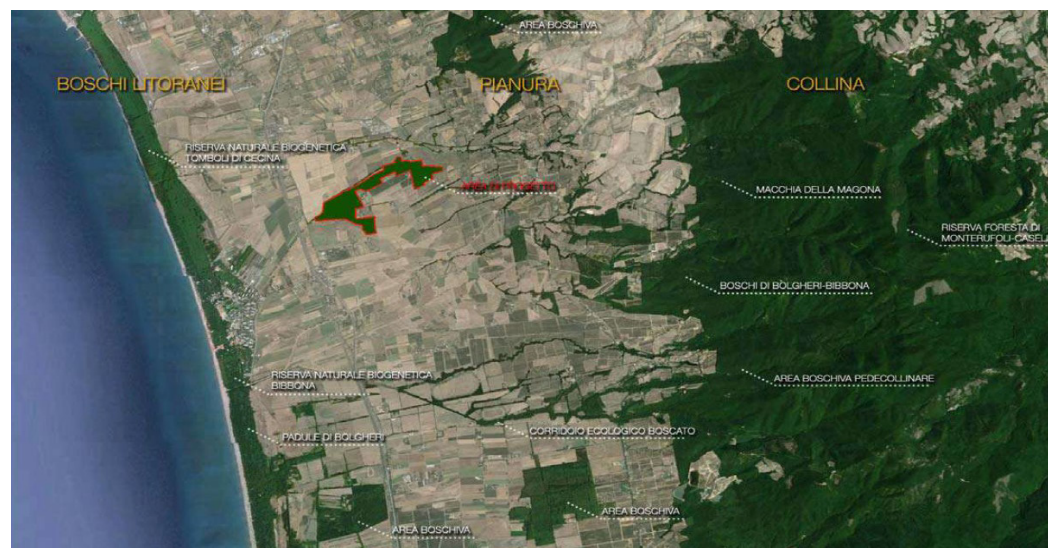 AREA BOSCHIVA
BOSCHI LITORANEI
PIANURA
COLLINA
RISERVA NATURALE BIOGENETICA
TOMBOLI DI CECINA
AREA DI PROGETTO
MACCHIA DELLA MAGONA
RISERVA FORESTA DI
MONTERUFOLI-CASELI
BOSCHI DI BOLGHERI-BIBBONA
RISERVA NATURALE BIOGENETICA
BIBBONA
AREA BOSCHIVA PEDECOLLINARE
PADULE DI BOLGHERI
CORRIDOIO ECOLOGICO BOSCATO
AREA BOSCHIVA
AREA BOSCHIVA